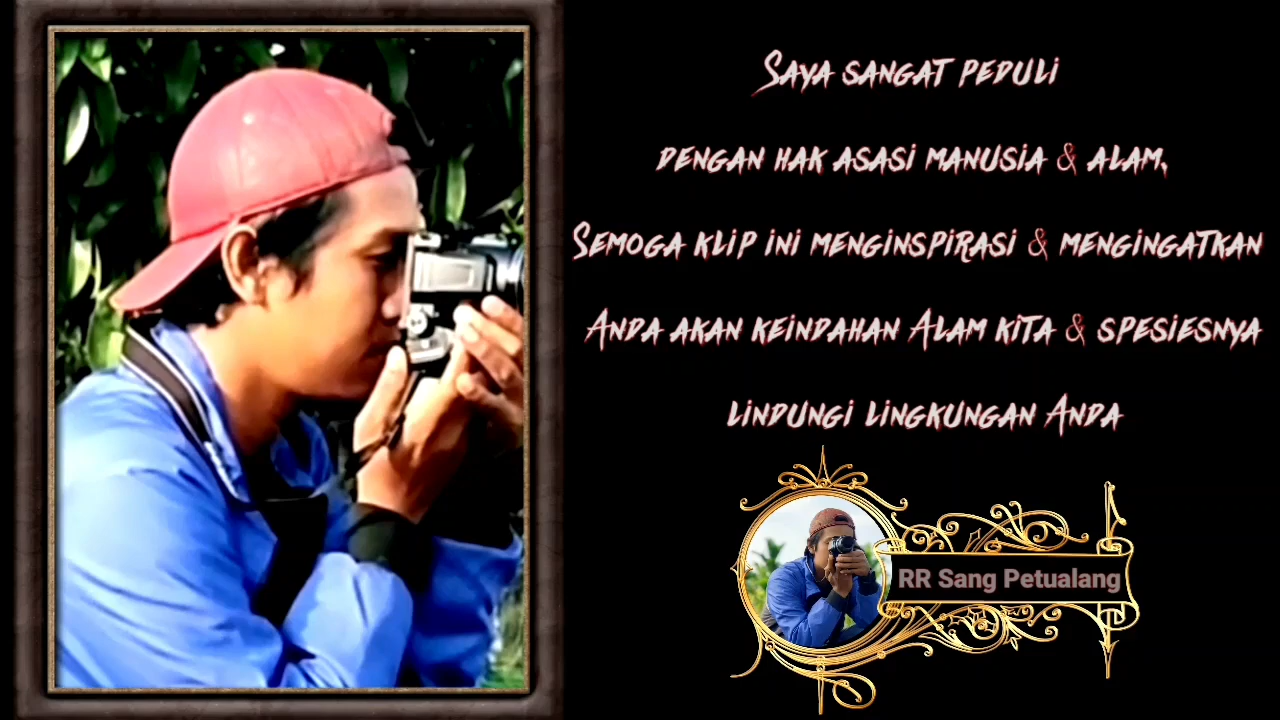 Saya sangat peduli
dengan hak asasi manusia & alam,
Semoga klip ini menginspirasi & mengingatkan
Anda akan keindahan Alam kita & spesiesnya
lindungi lingkungan Anda
RR Sang Petualang